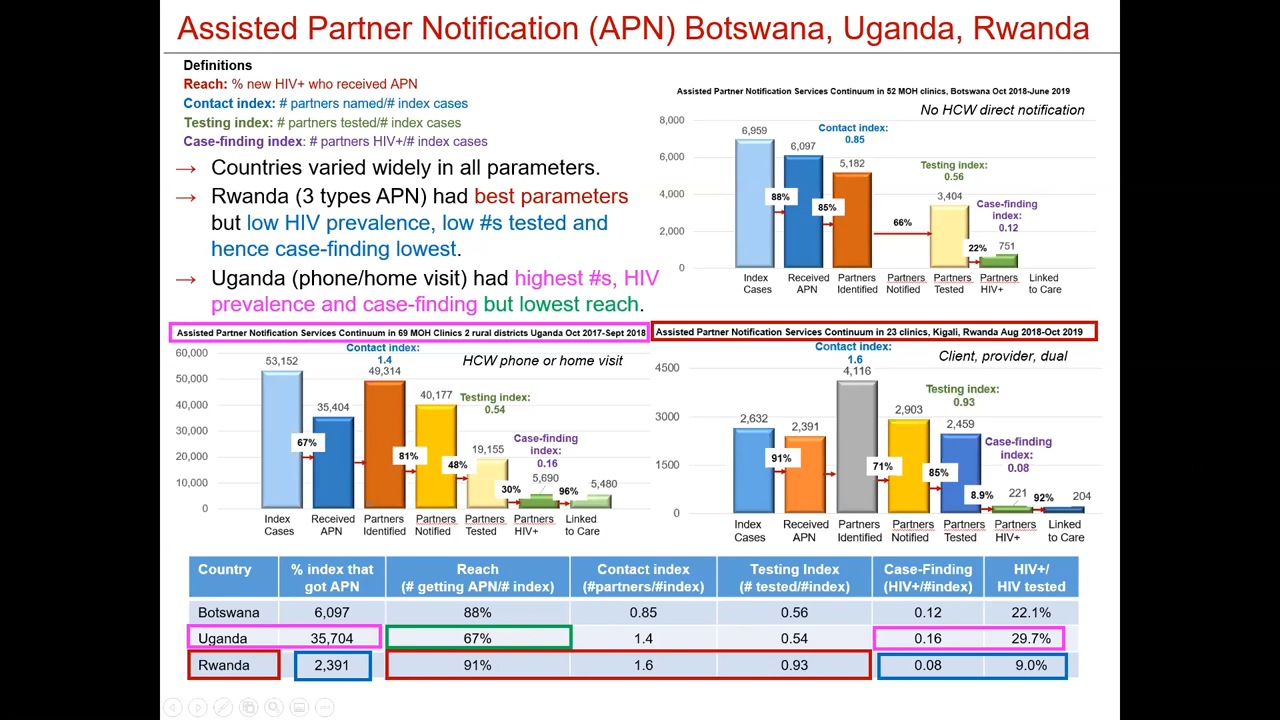 Assisted Partner Notification (APN) Botswana, Uganda, Rwanda
Definitions
Reach: % new HIV+ who received APN
Contact index: # partners named/# index cases
Testing index: # partners tested/# index cases
Case-finding index: # partners HIV+/# index cases
→ Countries varied widely in all parameters.
→ Rwanda (3 types APN) had best parameters
but low HIV prevalence, low #s tested and
hence case-finding lowest.
→ Uganda (phone/home visit) had highest #s, HIV
prevalence and case-finding but lowest reach.
Assisted Partner Notification Services Continuum in 52 MOH clinics, Botswana Oct 2018-June 2019
No HCW direct notification
8,000
6,000
4,000
2,000
0
6,959
6,097
5,182
3,404
751
Contact index:
0.85
Testing index:
0.56
Case-finding
index:
0.12
88%
85%
66%
22%
Index Cases
Received APN
Partners Identified
Partners Notified
Partners Tested
Partners HIV+
Linked to Care
Assisted Partner Notification Services Continuum in 69 MOH Clinics 2 rural districts Uganda Oct 2017-Sept 2018
HCW phone or home visit
60,000
50,000
40,000
30,000
20,000
10,000
0
53,152
35,404
Contact index:
1.4
49,314
40,177
Testing index:
0.54
19,155
Case-finding
index:
0.16
5,690
5,480
67%
81%
48%
30%
96%
Index Cases
Received APN
Partners Identified
Partners Notified
Partners Tested
Partners HIV+
Linked to Care
Assisted Partner Notification Services Continuum in 23 clinics, Kigali, Rwanda Aug 2018-Oct 2019
Client, provider, dual
4500
3000
1500
0
2,632
2,391
Contact index:
1.6
4,116
2,903
Testing index:
0.93
2,459
Case-finding
index:
0.08
221
204
91%
71%
85%
8.9%
92%
Index Cases
Received APN
Partners Identified
Partners Notified
Partners Tested
Partners HIV+
Linked to Care
Country | % index that got APN | Reach (# getting APN/# index) | Contact index (#partners/#index) | Testing Index (# tested/#index) | Case-Finding (HIV+/#index) | HIV+/ HIV tested
Botswana 6,097 88% 0.85 0.56 0.12 22.1%
Uganda 35,704 67% 1.4 0.54 0.16 29.7%
Rwanda 2,391 91% 1.6 0.93 0.08 9.0%